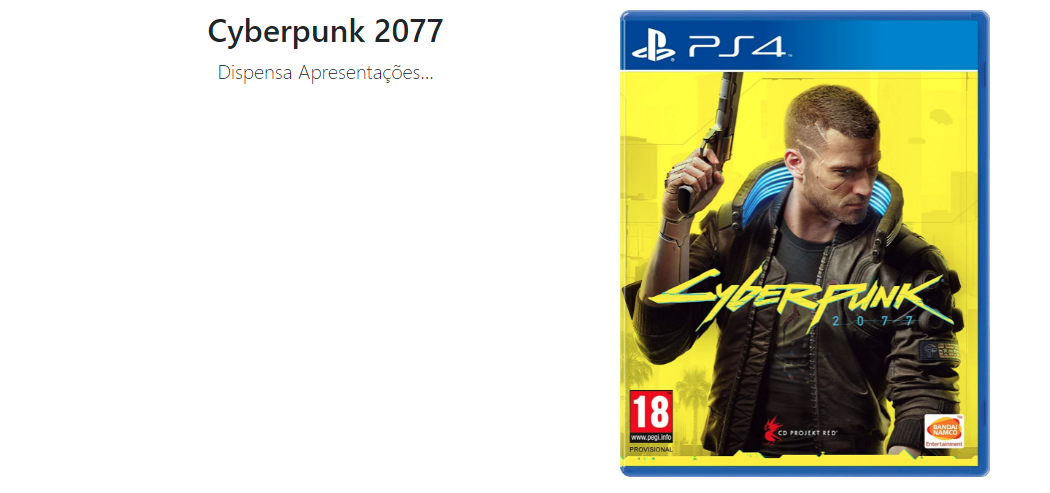 Cyberpunk 2077
Dispensa Apresentações...
PS4
Cyberpunk
2077
18
www.pegi.info
PROVISIONAL
CD PROJEKT RED
BANDAI
NAMCO
Entertainment